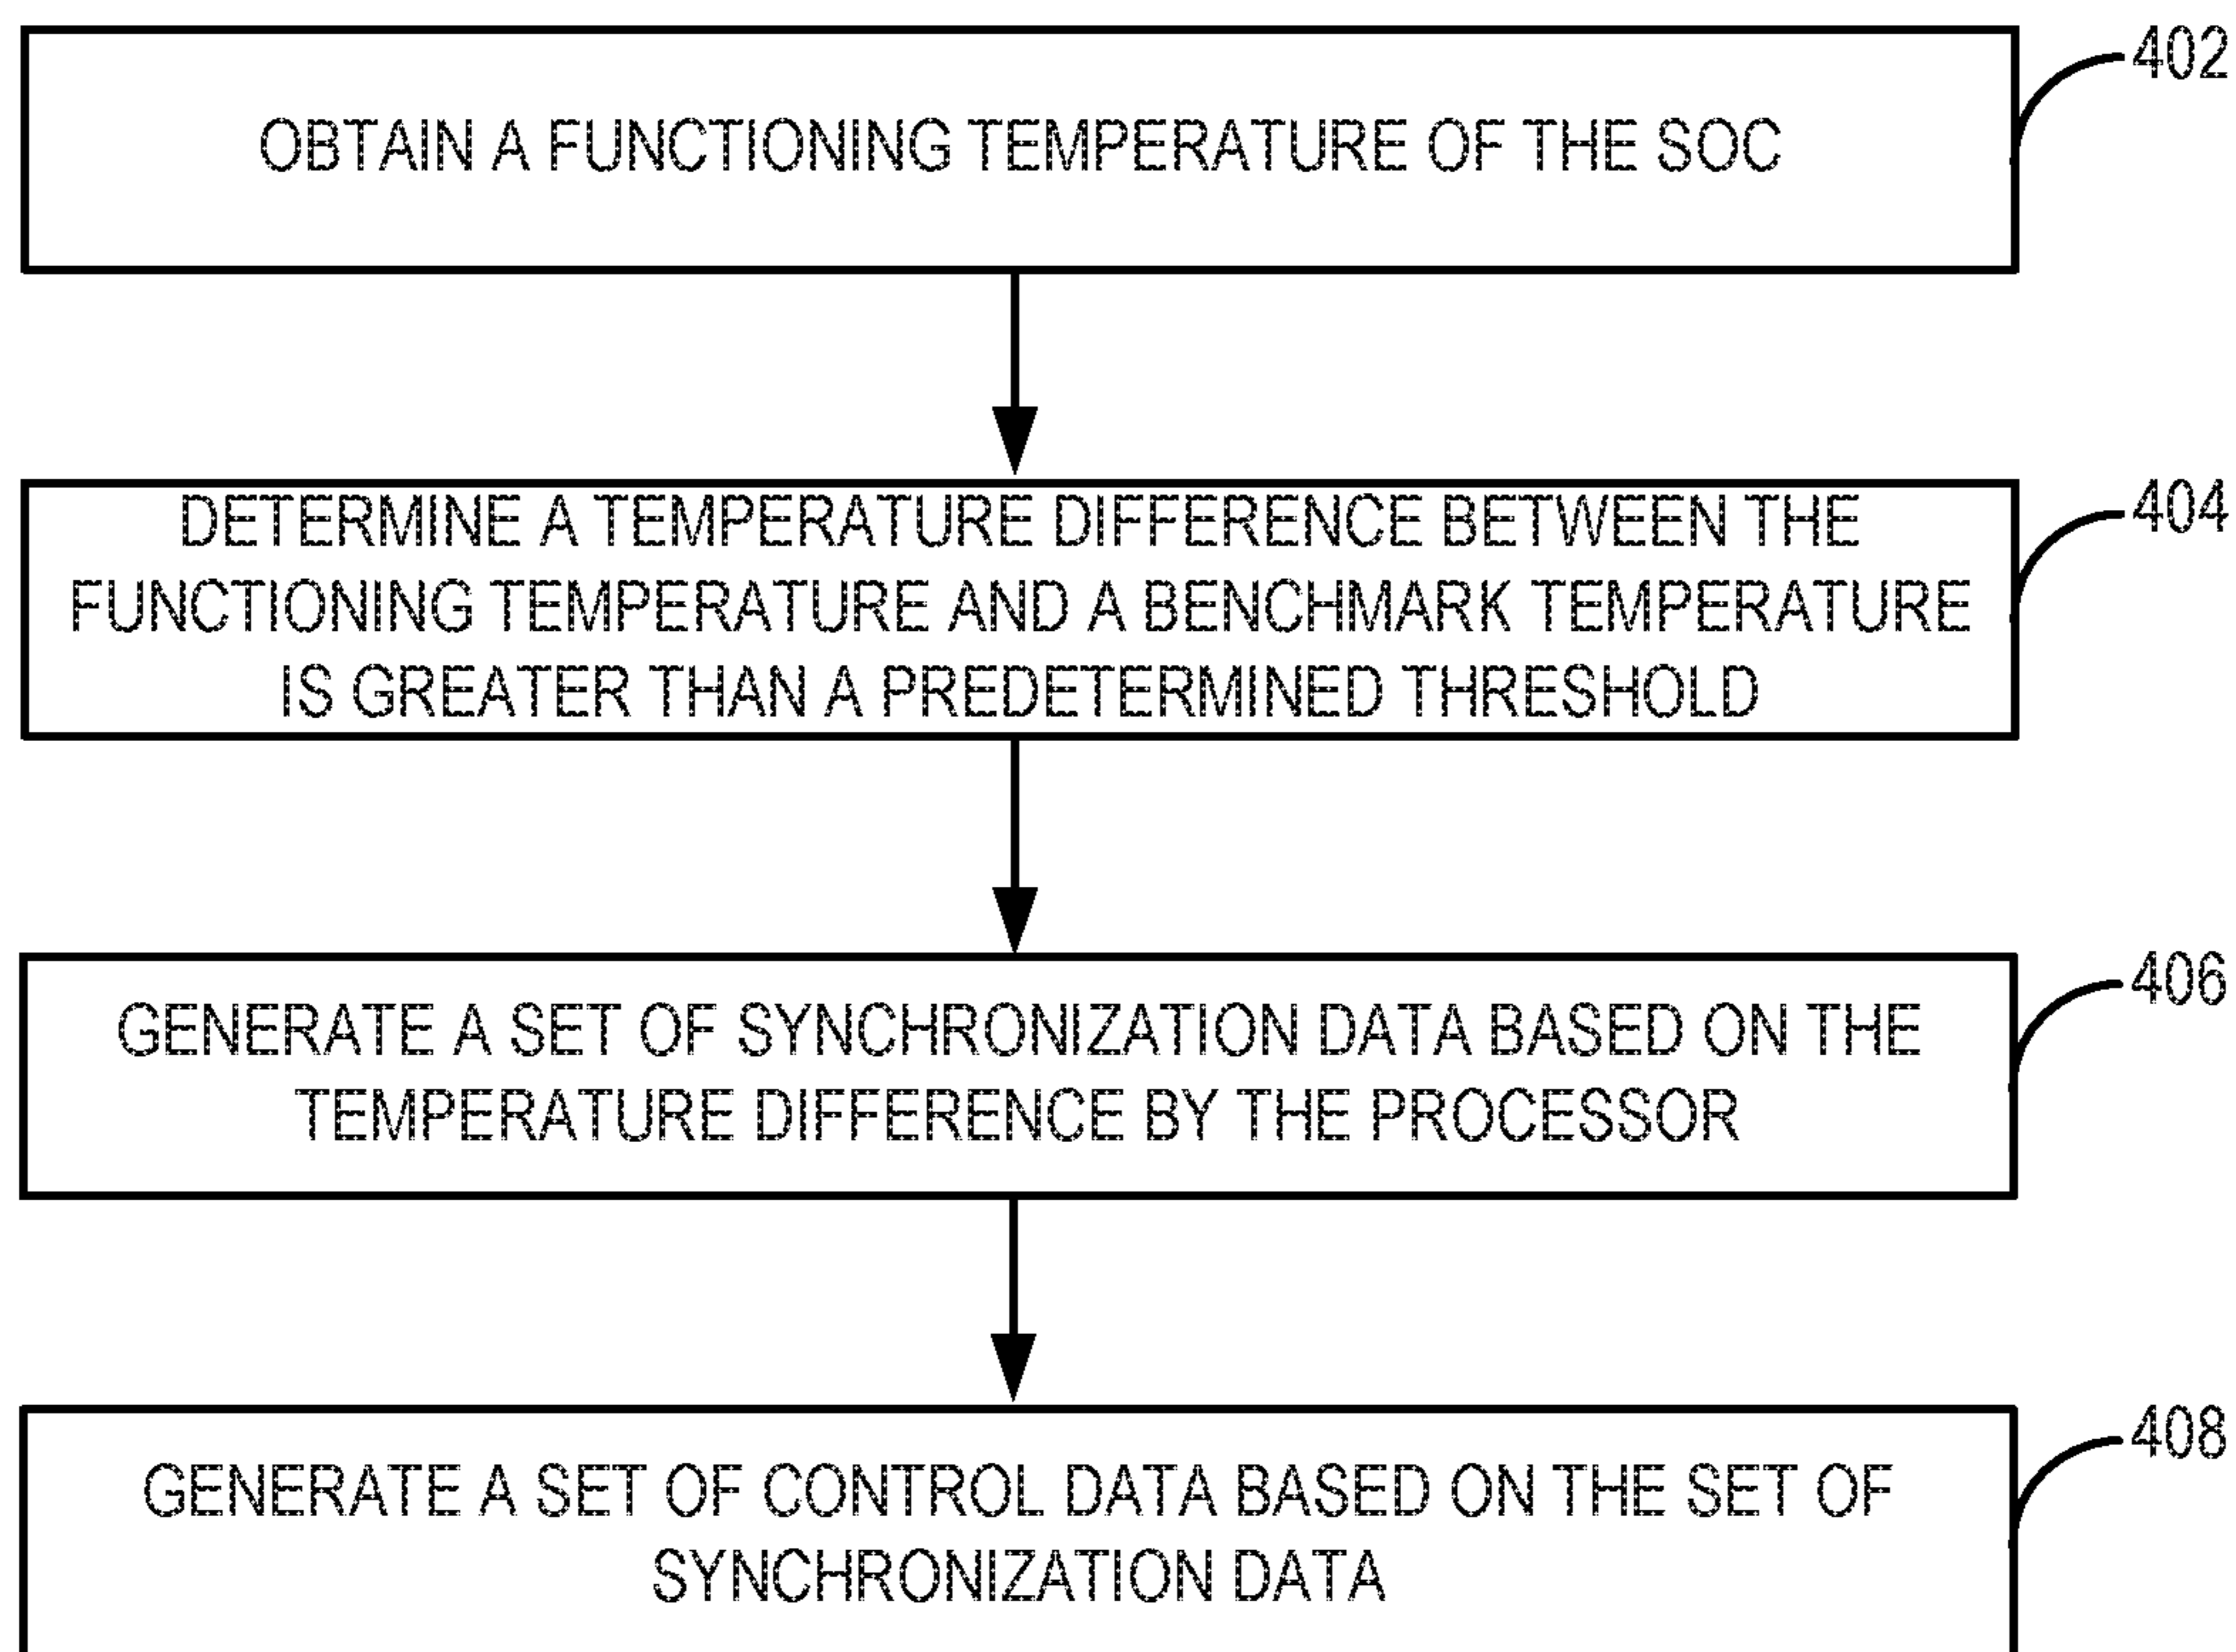 402
OBTAIN A FUNCTIONING TEMPERATURE OF THE SOC
404
DETERMINE A TEMPERATURE DIFFERENCE BETWEEN THE
FUNCTIONING TEMPERATURE AND A BENCHMARK TEMPERATURE
IS GREATER THAN A PREDETERMINED THRESHOLD
406
GENERATE A SET OF SYNCHRONIZATION DATA BASED ON THE
TEMPERATURE DIFFERENCE BY THE PROCESSOR
408
GENERATE A SET OF CONTROL DATA BASED ON THE SET OF
SYNCHRONIZATION DATA